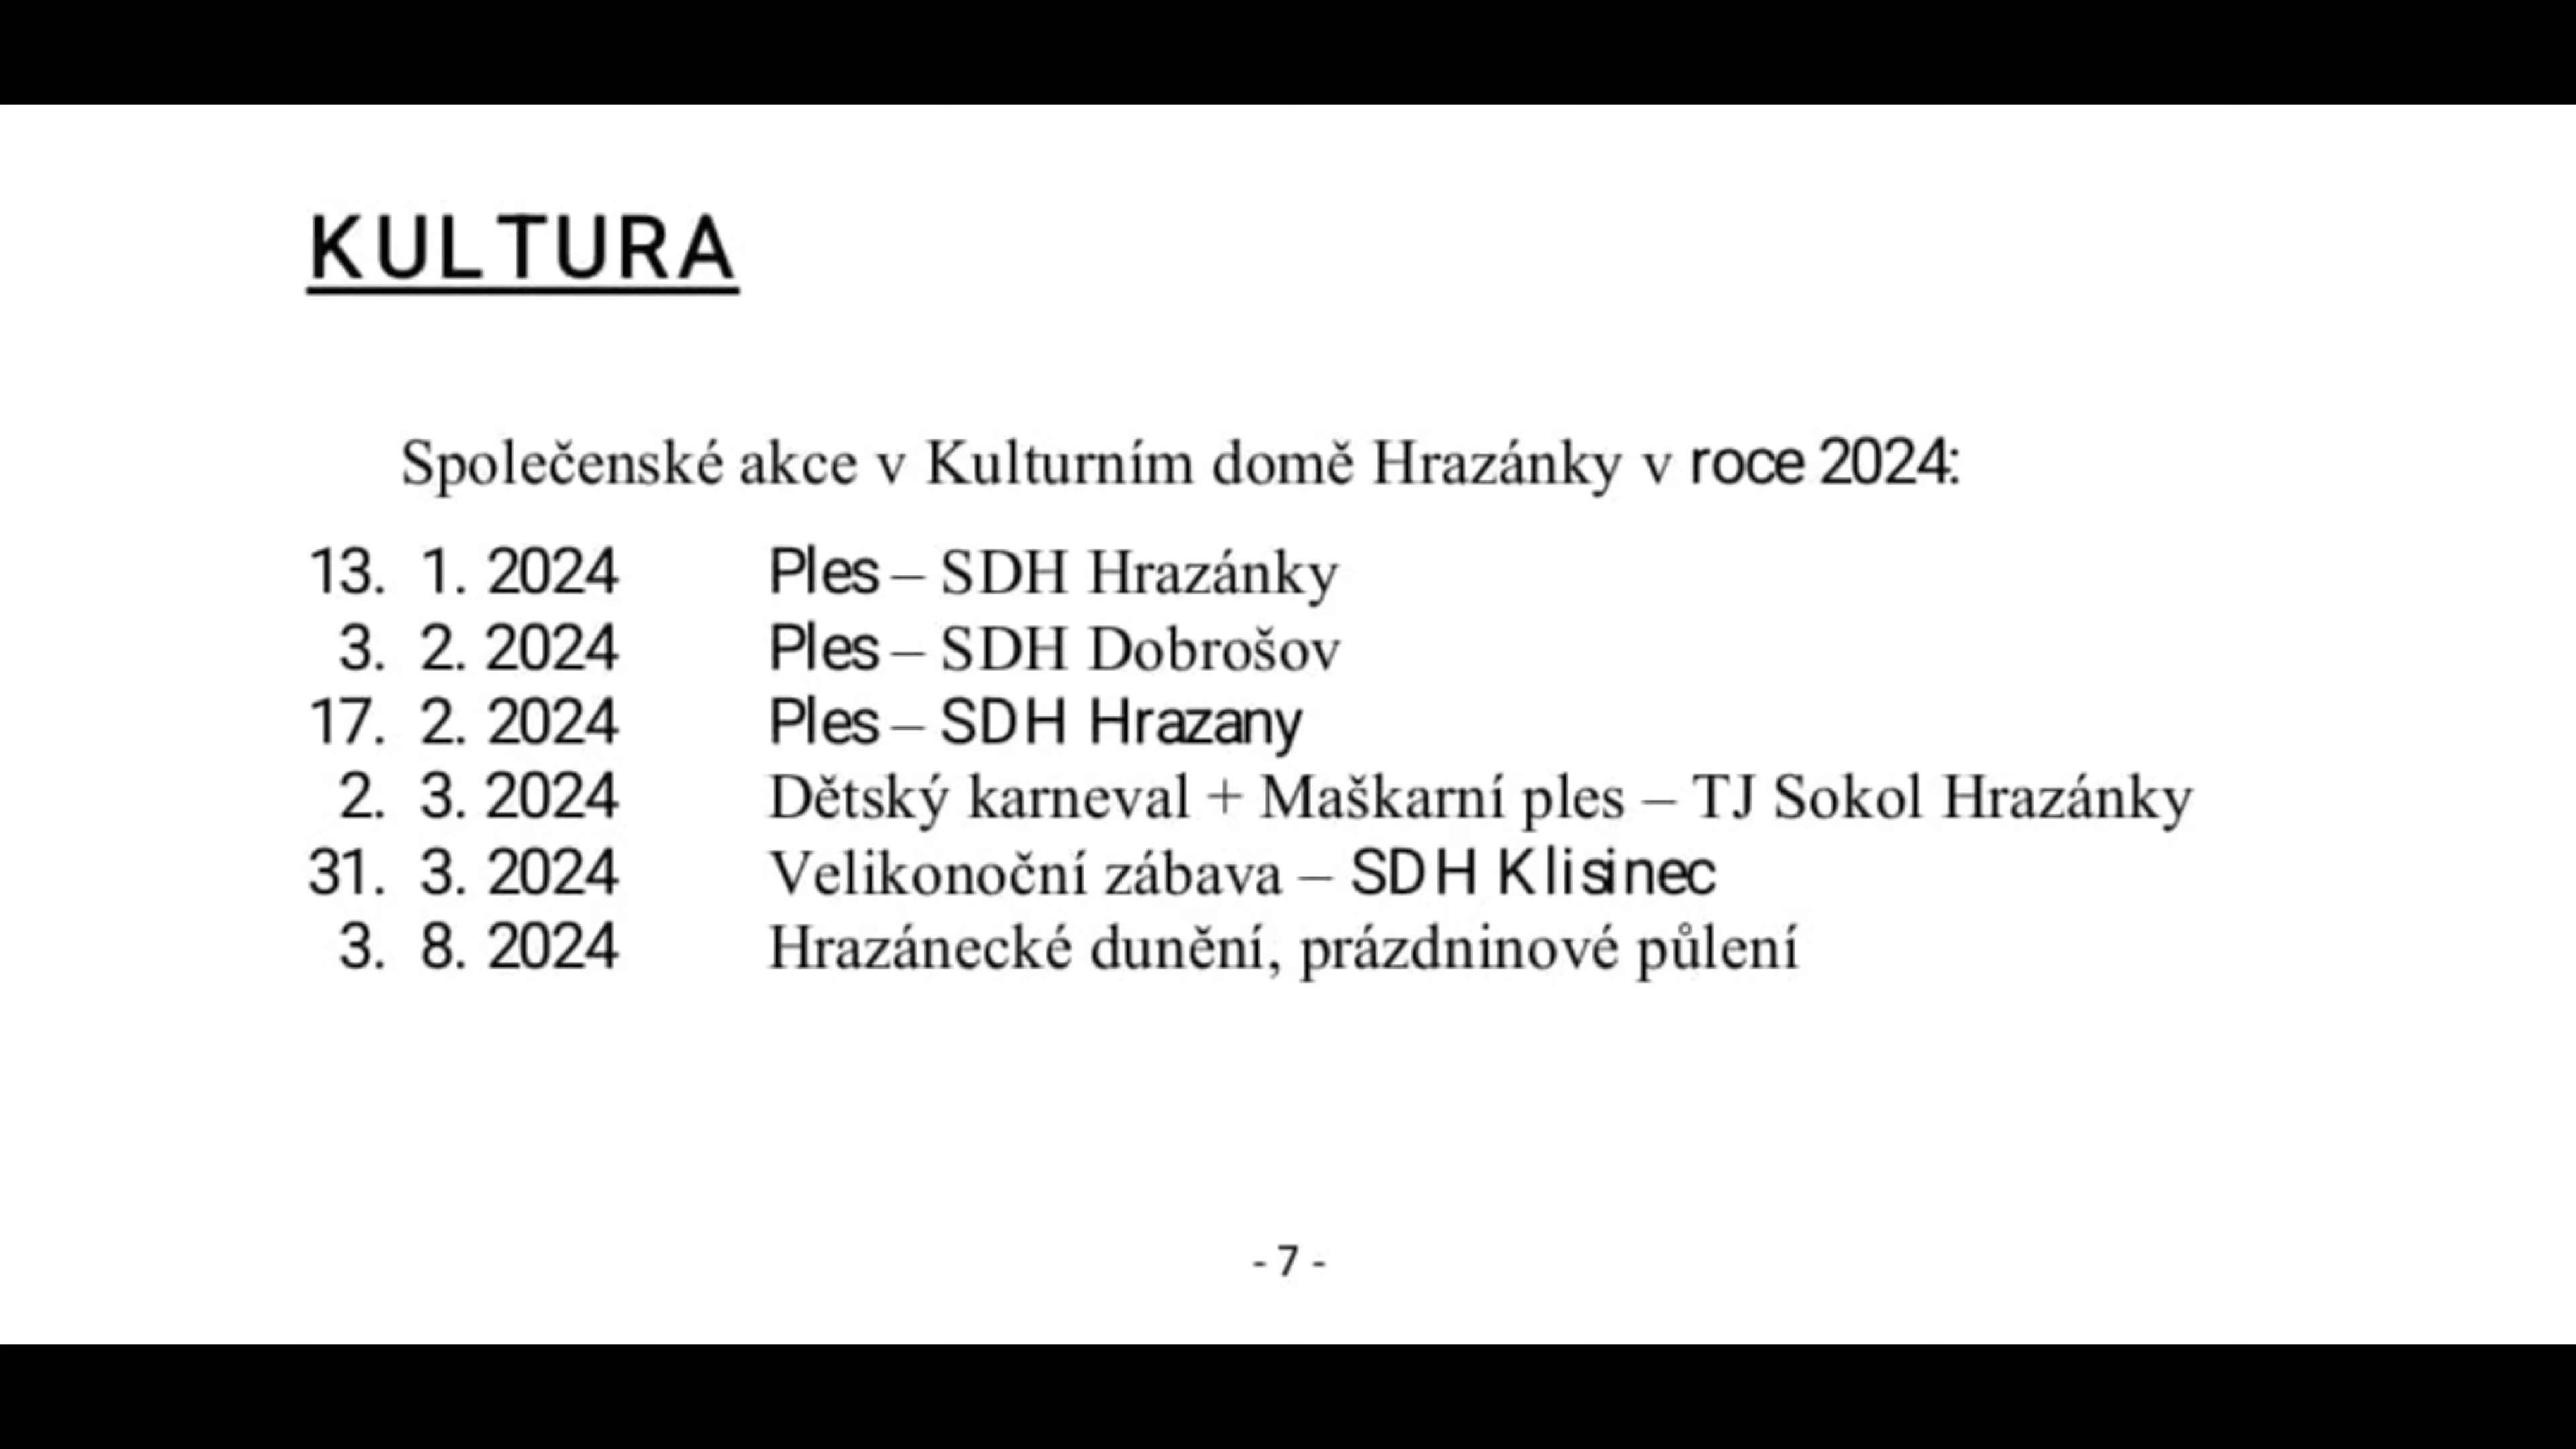 KULTURA
Společenské akce v Kulturním domě Hrazánky v roce 2024:
13. 1. 2024 Ples – SDH Hrazánky
3. 2. 2024 Ples – SDH Dobrošov
17. 2. 2024 Ples – SDH Hrazany
2. 3. 2024 Dětský karneval + Maškarní ples – TJ Sokol Hrazánky
31. 3. 2024 Velikonoční zábava – SDH Klisinec
3. 8. 2024 Hrazánecké dunění, prázdninové půlení
- 7 -